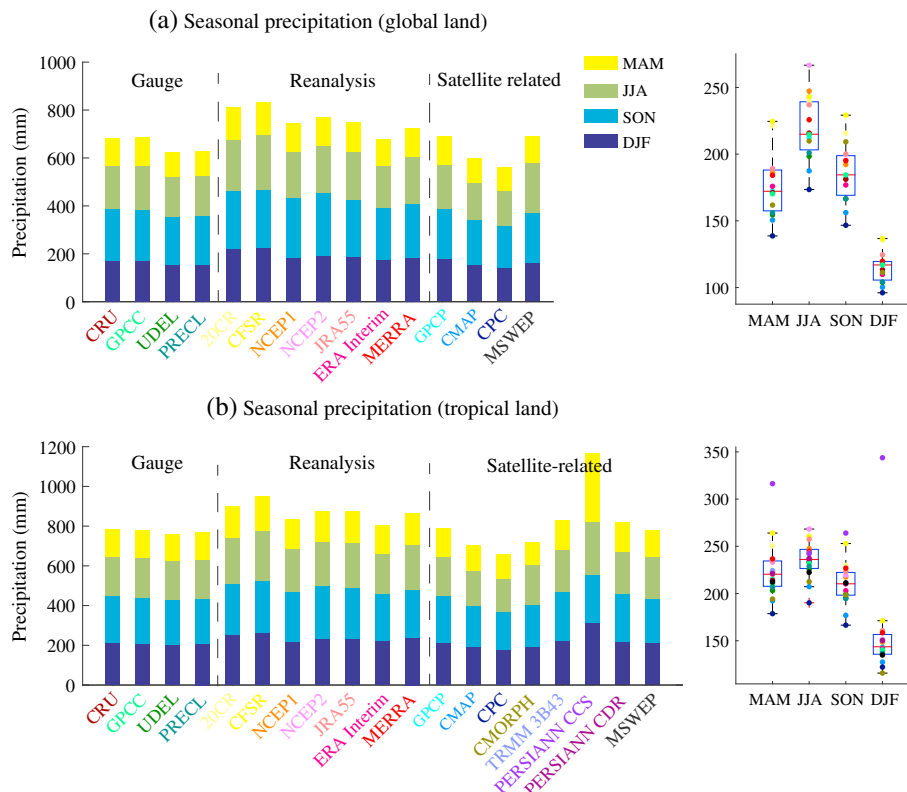 (a) Seasonal precipitation (global land)
Precipitation (mm)
1000
800
600
400
200
0
Gauge
Reanalysis
Satellite related
MAM
JJA
SON
DJF
CRU
GPCC
UDEL
PRECL
20CR
CFSR
NCEP1
NCEP2
JRA55
ERA Interim
MERRA
GPCP
CMAP
CPC
MSWEP
250
200
150
100
MAM JJA SON DJF
(b) Seasonal precipitation (tropical land)
Precipitation (mm)
1200
1000
800
600
400
200
0
Gauge
Reanalysis
Satellite-related
CRU
GPCC
UDEL
PRECL
20CR
CFSR
NCEP1
NCEP2
JRA55
ERA Interim
MERRA
GPCP
CMAP
CPC
CMORPH
TRMM 3B43
PERSIANN CCS
PERSIANN CDR
MSWEP
350
300
250
200
150
MAM JJA SON DJF